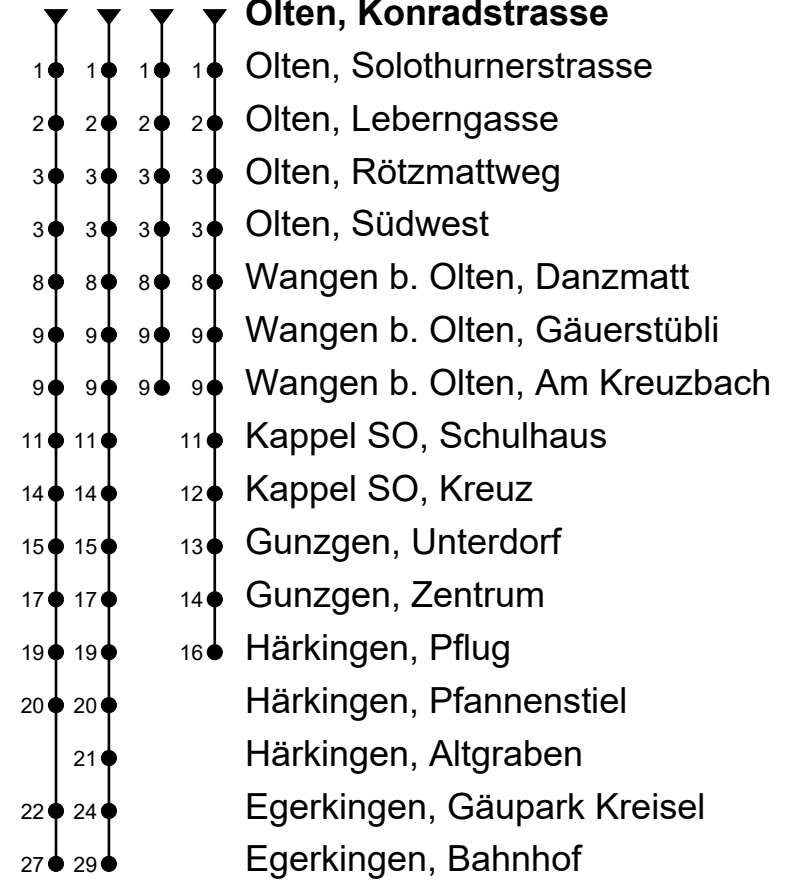 Olten, Konradstrasse
1 1 1 1 Olten, Solothurnerstrasse
2 2 2 2 Olten, Leberngasse
3 3 3 3 Olten, Rötzmattweg
3 3 3 3 Olten, Südwest
8 8 8 8 Wangen b. Olten, Danzmatt
9 9 9 9 Wangen b. Olten, Gäuerstübli
9 9 9 9 Wangen b. Olten, Am Kreuzbach
11 11 11 Kappel SO, Schulhaus
14 14 12 Kappel SO, Kreuz
15 15 13 Gunzgen, Unterdorf
17 17 14 Gunzgen, Zentrum
19 19 16 Härkingen, Pflug
20 20 Härkingen, Pfannenstiel
21 Härkingen, Altgraben
22 24 Egerkingen, Gäupark Kreisel
27 29 Egerkingen, Bahnhof